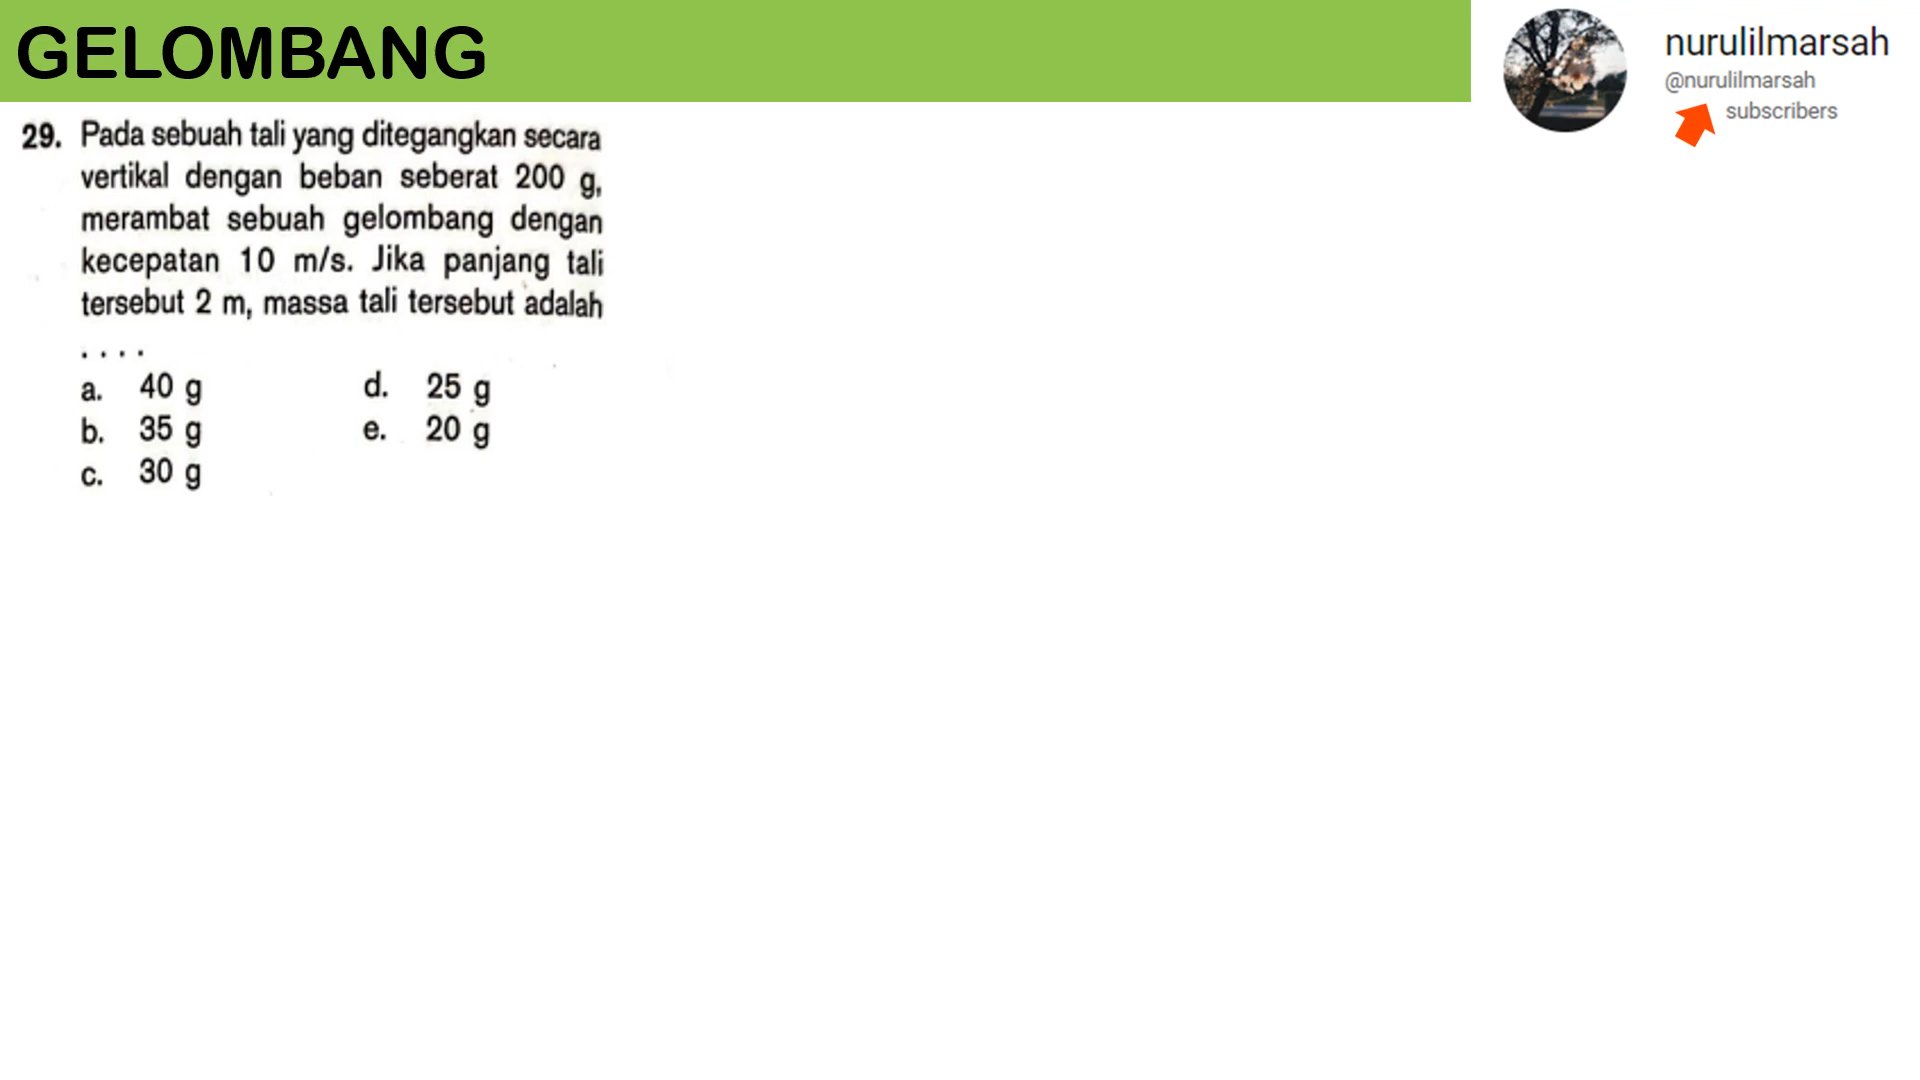 GELOMBANG
nurulilmarsah
@nurulilmarsah
subscribers
29. Pada sebuah tali yang ditegangkan secara
vertikal dengan beban seberat 200 g,
merambat sebuah gelombang dengan
kecepatan 10 m/s. Jika panjang tali
tersebut 2 m, massa tali tersebut adalah
. . . .
a. 40 g d. 25 g
b. 35 g e. 20 g
c. 30 g